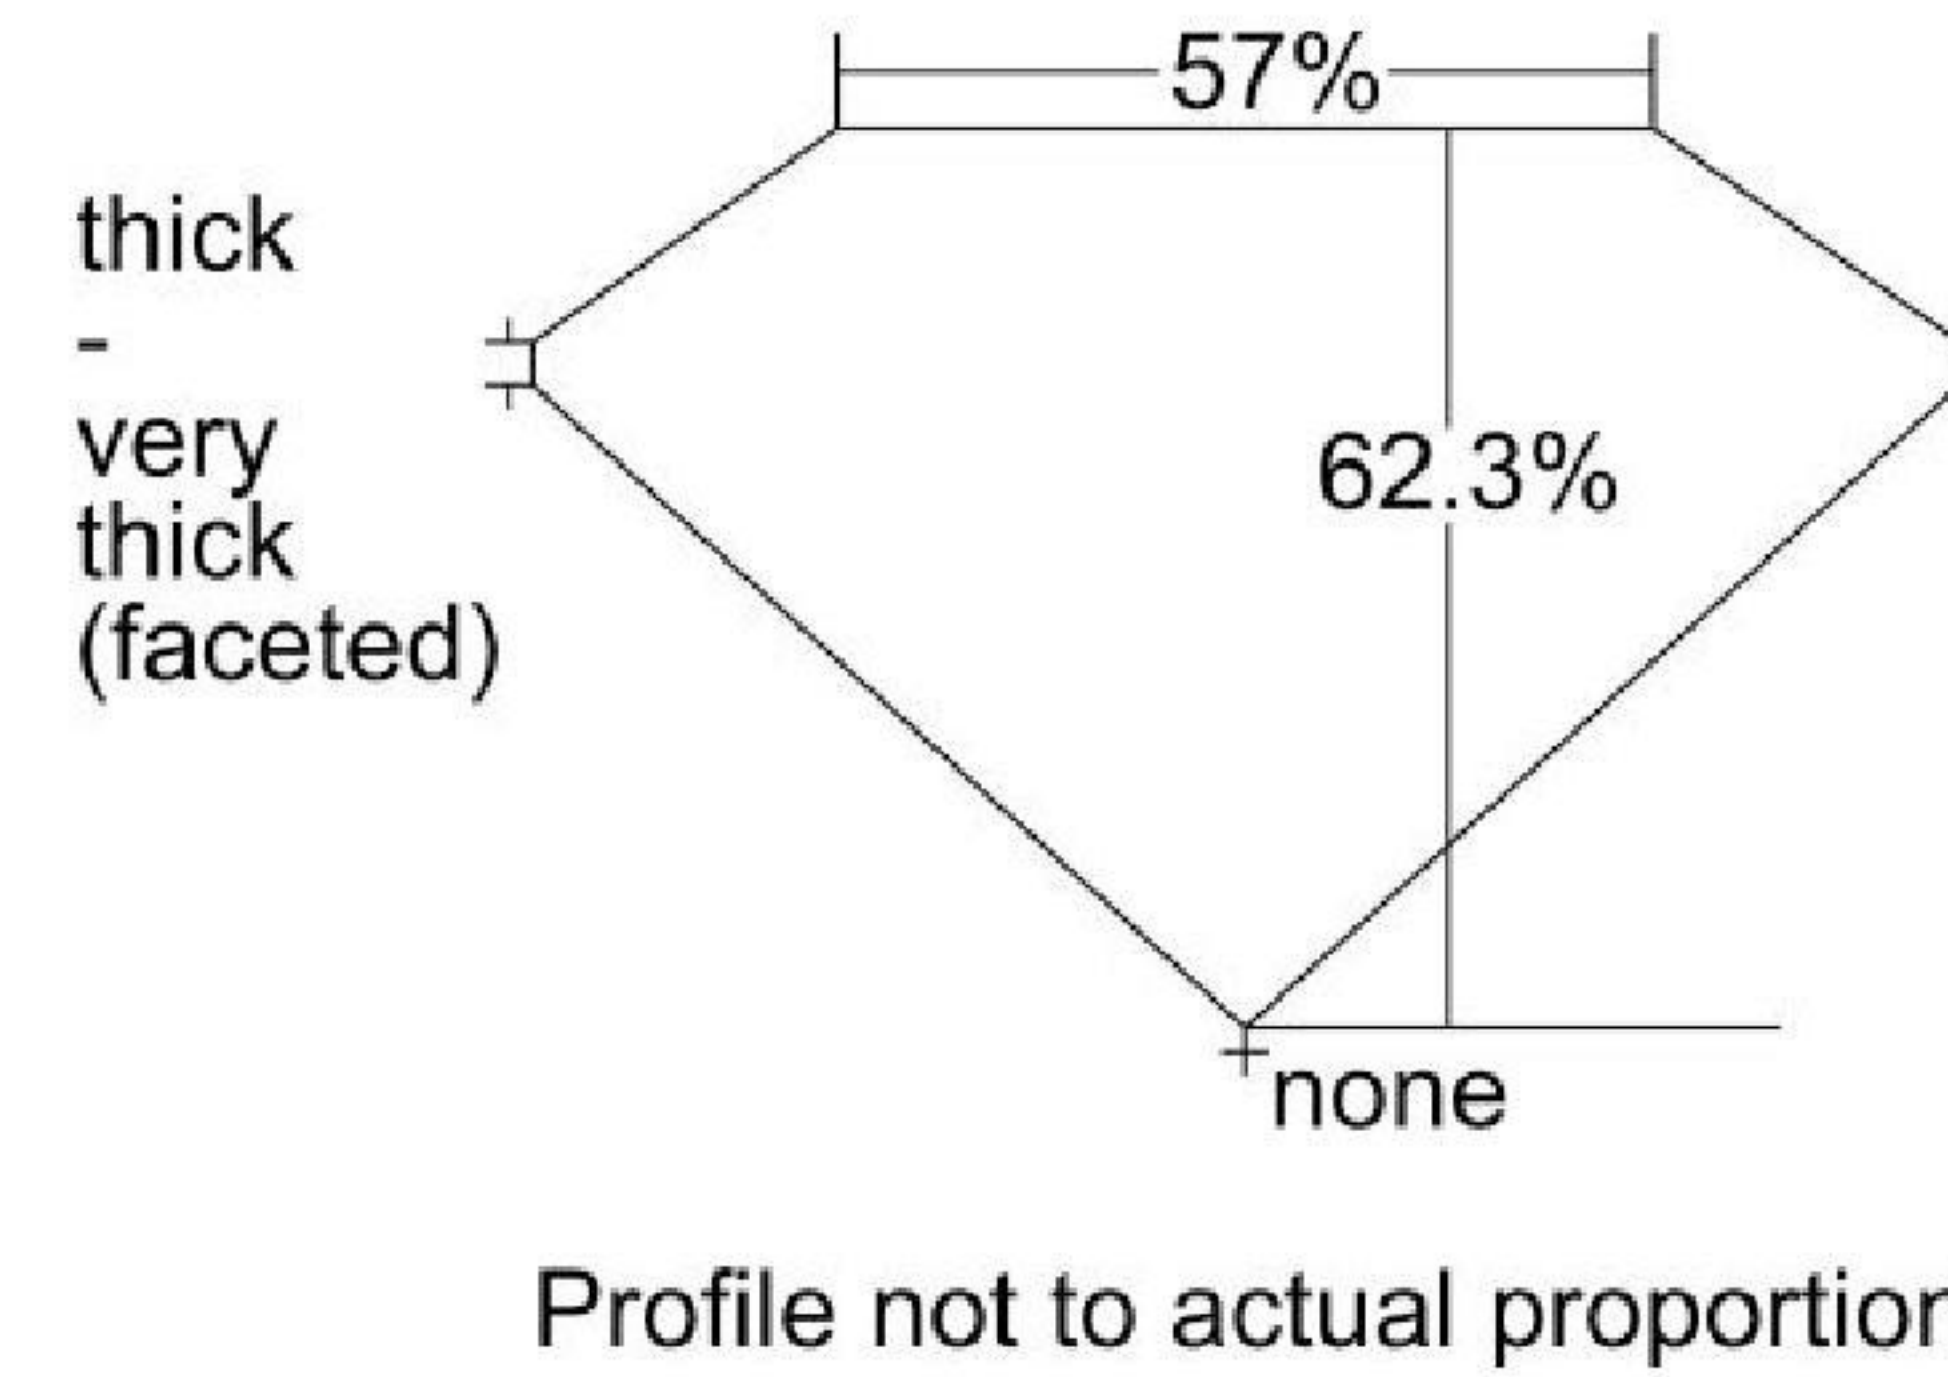 57%
thick
-
very
thick
(faceted)
62.3%
none
Profile not to actual proportion